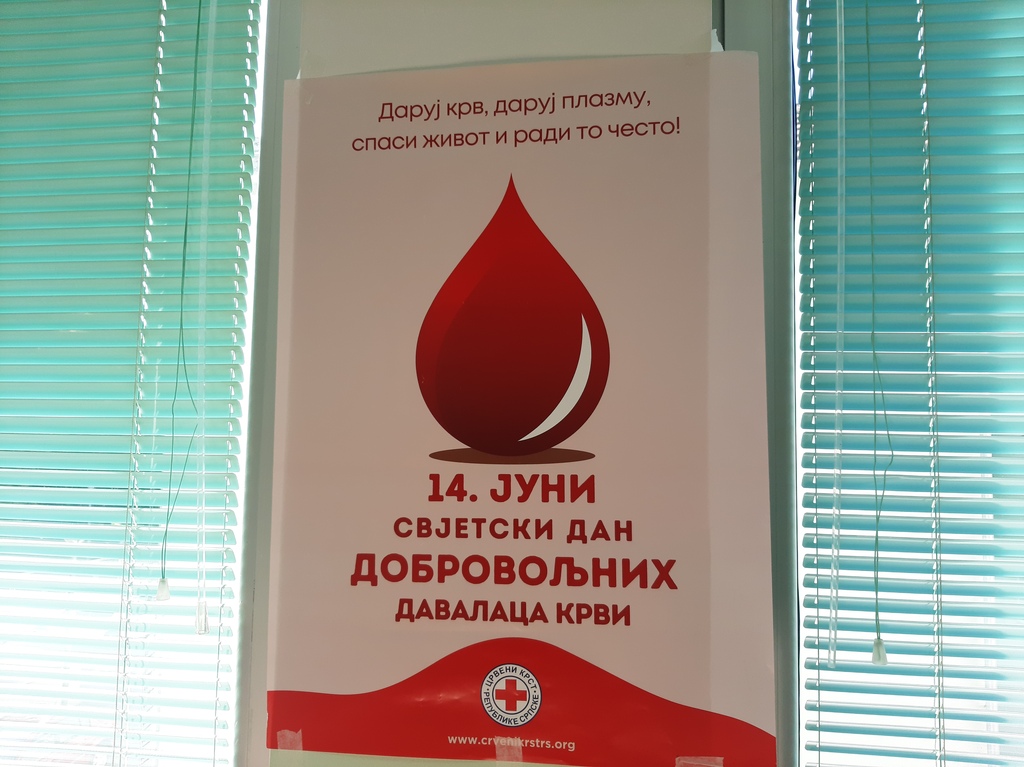 Даруј крв, даруј плазму,
спаси живот и ради то често!
14. ЈУНИ
СВЈЕТСКИ ДАН
ДОБРОВОЉНИХ
ДАВАЛАЦА КРВИ
ЦРВЕНИ КРСТ
РЕПУБЛИКЕ СРПСКЕ
www.crvenikrstrs.org